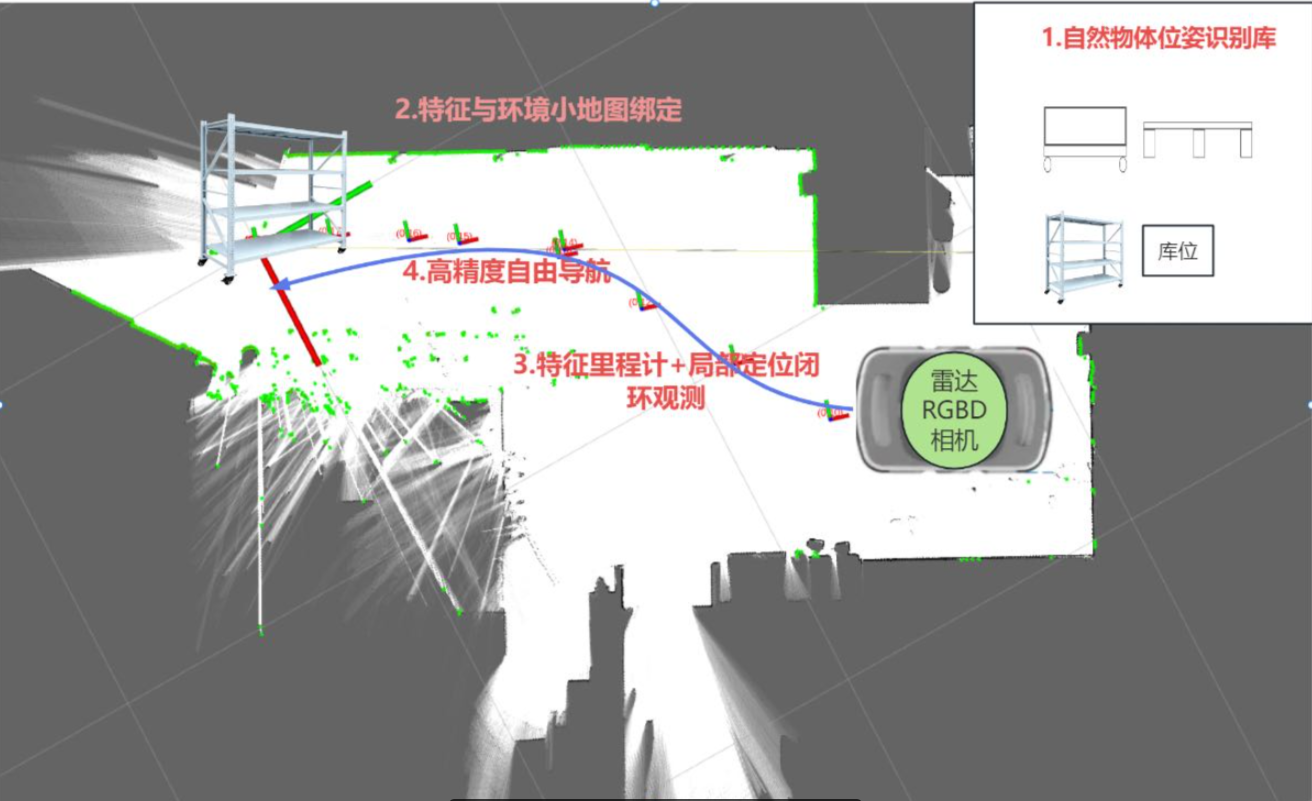 1.自然物体位姿识别库
2.特征与环境小地图绑定
库位
4.高精度自由导航
3.特征里程计+局部定位闭
环观测
雷达
RGBD
相机